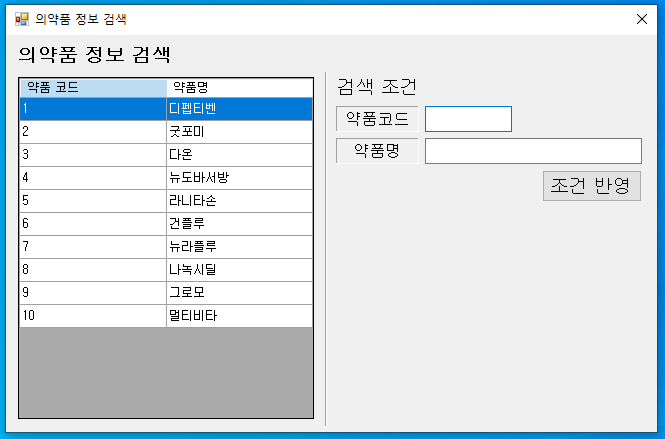 의약품 정보 검색
의약품 정보 검색
약품 코드 약품명
1 디펩티벤
2 굿포미
3 다온
4 뉴도바서방
5 라니타손
6 건플루
7 뉴라플루
8 나녹시딜
9 그로모
10 멀티비타
검색 조건
약품코드
약품명
조건 반영